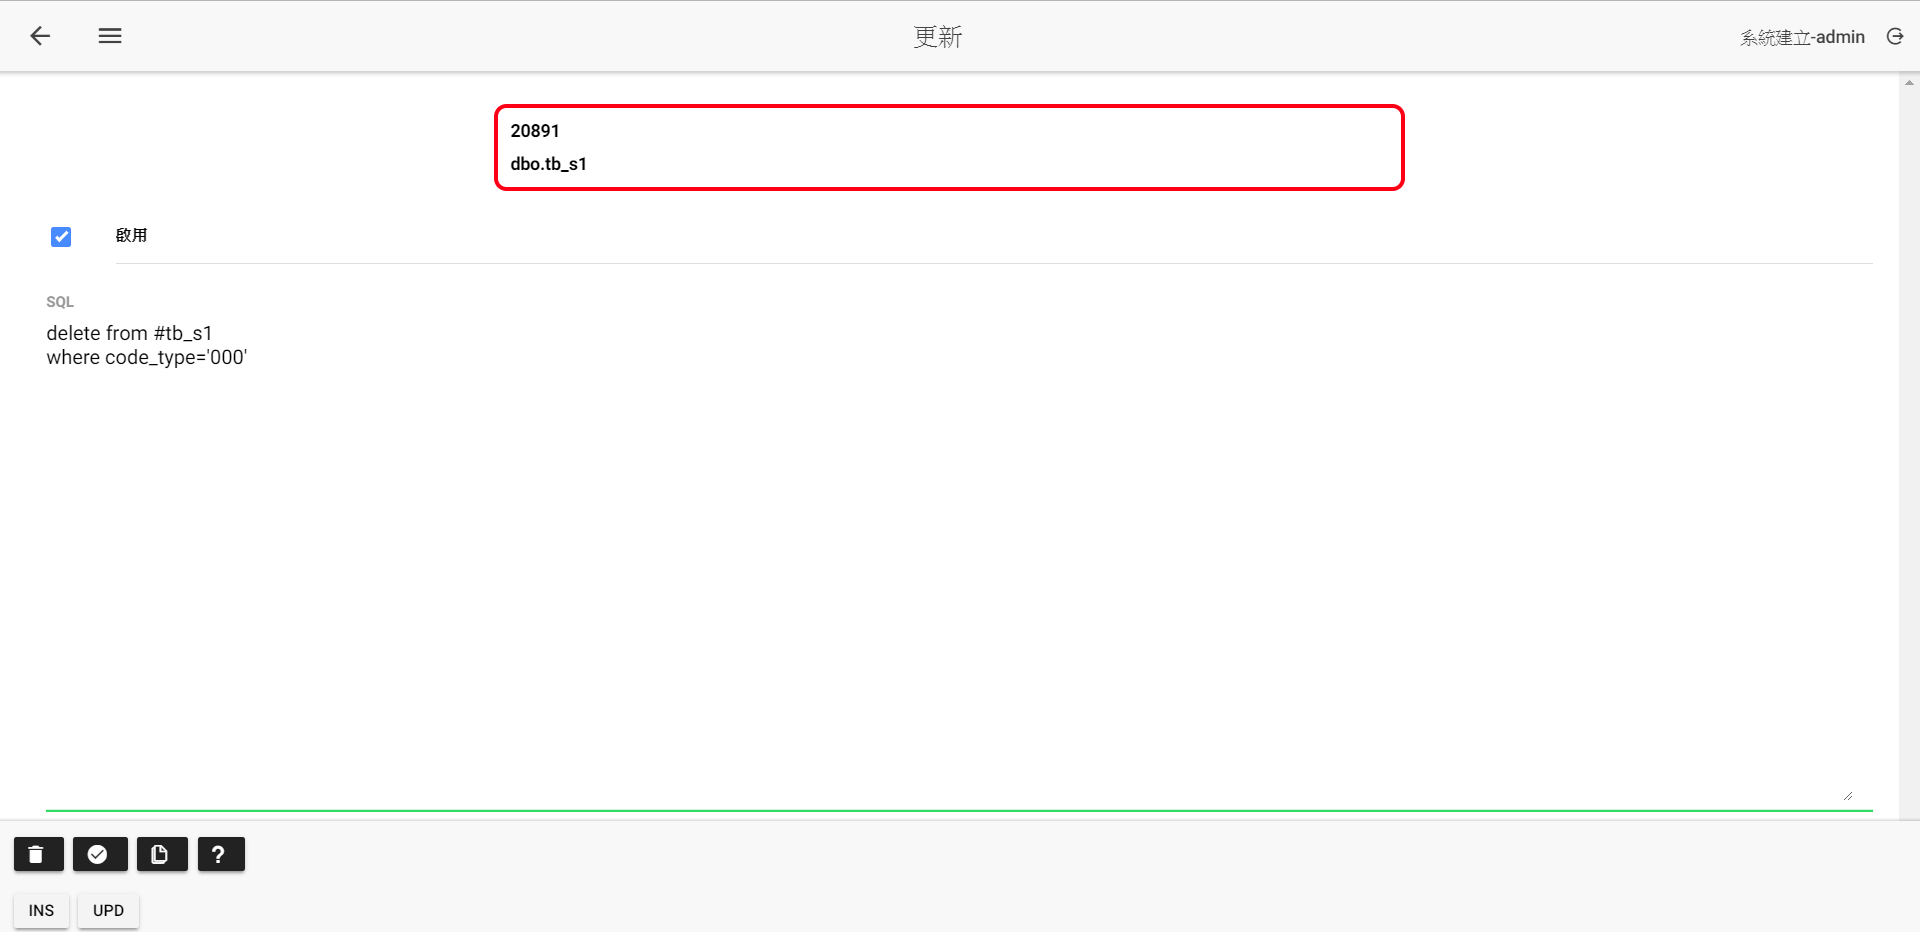 更新
系統建立-admin
20891
dbo.tb_s1
啟用
SQL
delete from #tb_s1
where code_type='000'
?
INS
UPD